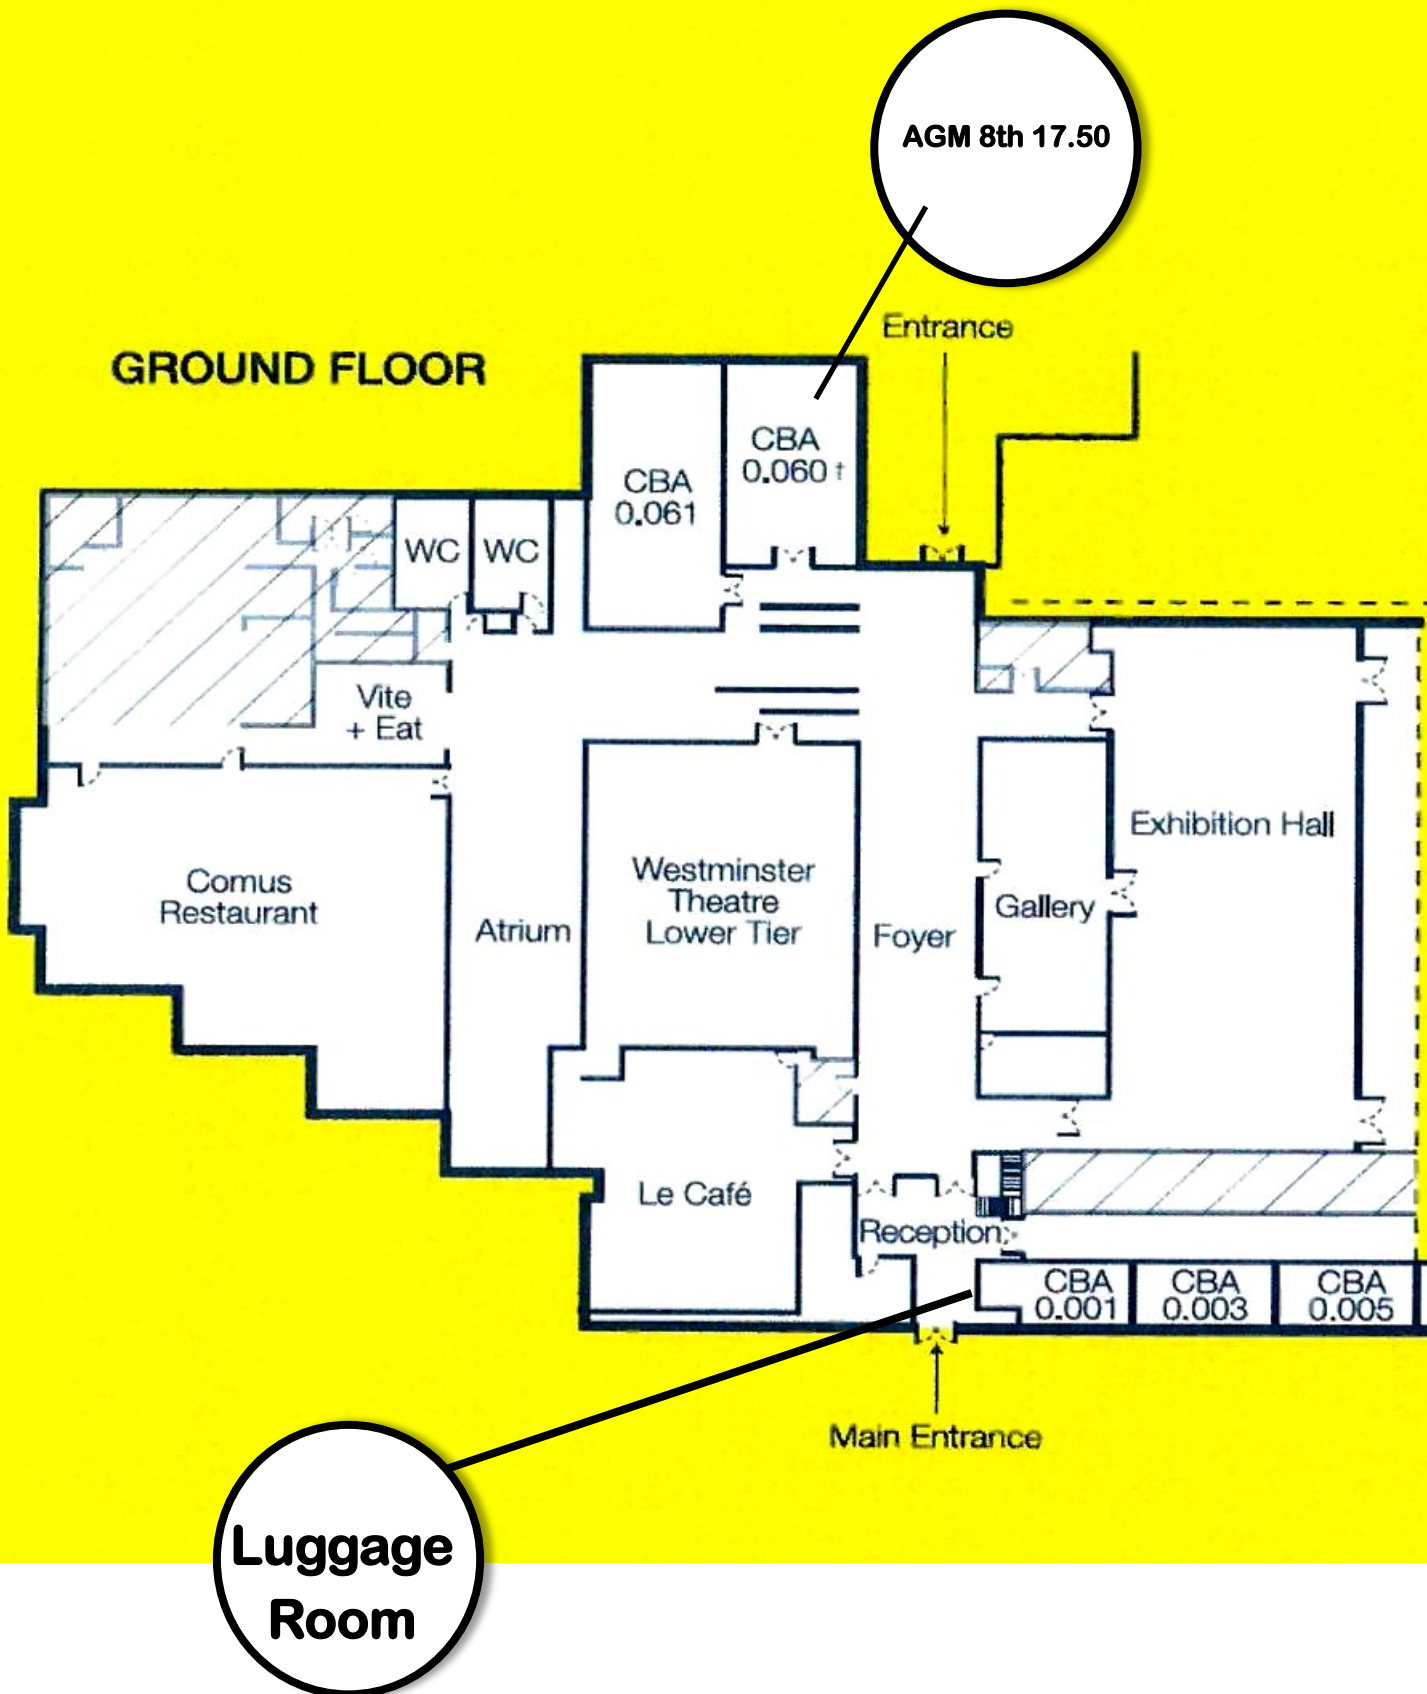 AGM 8th 17.50
Entrance
GROUND FLOOR
CBA
0.060 †
CBA
0.061
WC
WC
Vite
+ Eat
Exhibition Hall
Comus
Restaurant
Westminster
Theatre
Lower Tier
Atrium
Foyer
Gallery
Le Café
Reception
CBA
0.001
CBA
0.003
CBA
0.005
Main Entrance
Luggage
Room